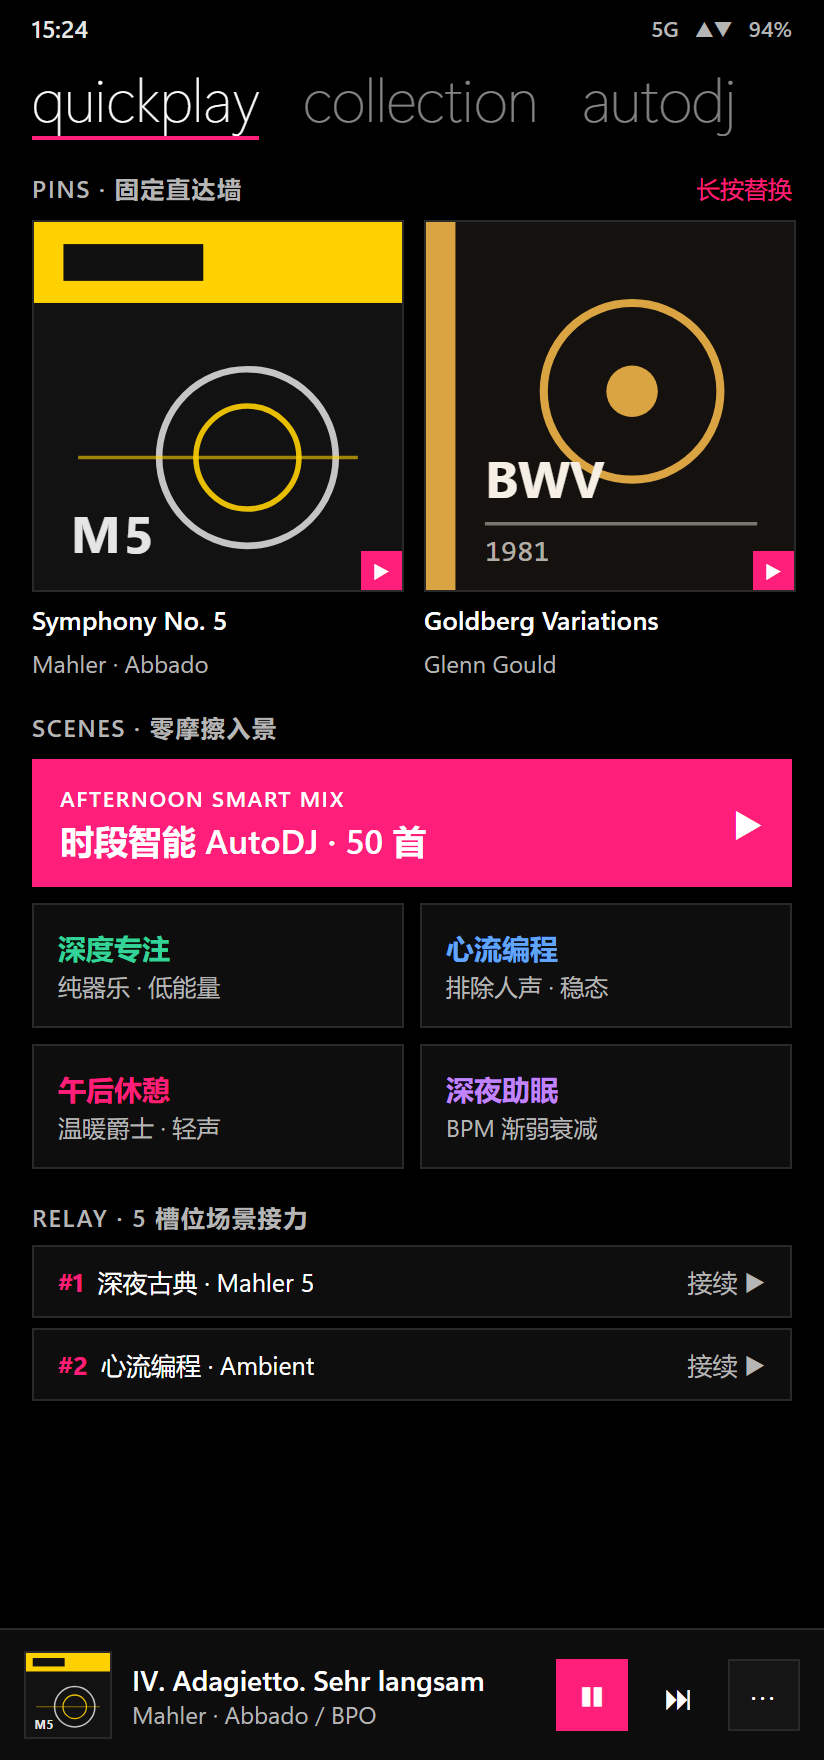 15:24 5G ▲▼ 94%
quickplay collection autodj
PINS · 固定直达墙 长按替换
M5
BWV
1981
Symphony No. 5
Mahler · Abbado
Goldberg Variations
Glenn Gould
SCENES · 零摩擦入景
AFTERNOON SMART MIX
时段智能 AutoDJ · 50 首
深度专注
纯器乐 · 低能量
心流编程
排除人声 · 稳态
午后休憩
温暖爵士 · 轻声
深夜助眠
BPM 渐弱衰减
RELAY · 5 槽位场景接力
#1 深夜古典 · Mahler 5 接续 ▶
#2 心流编程 · Ambient 接续 ▶
M5
IV. Adagietto. Sehr langsam
Mahler · Abbado / BPO